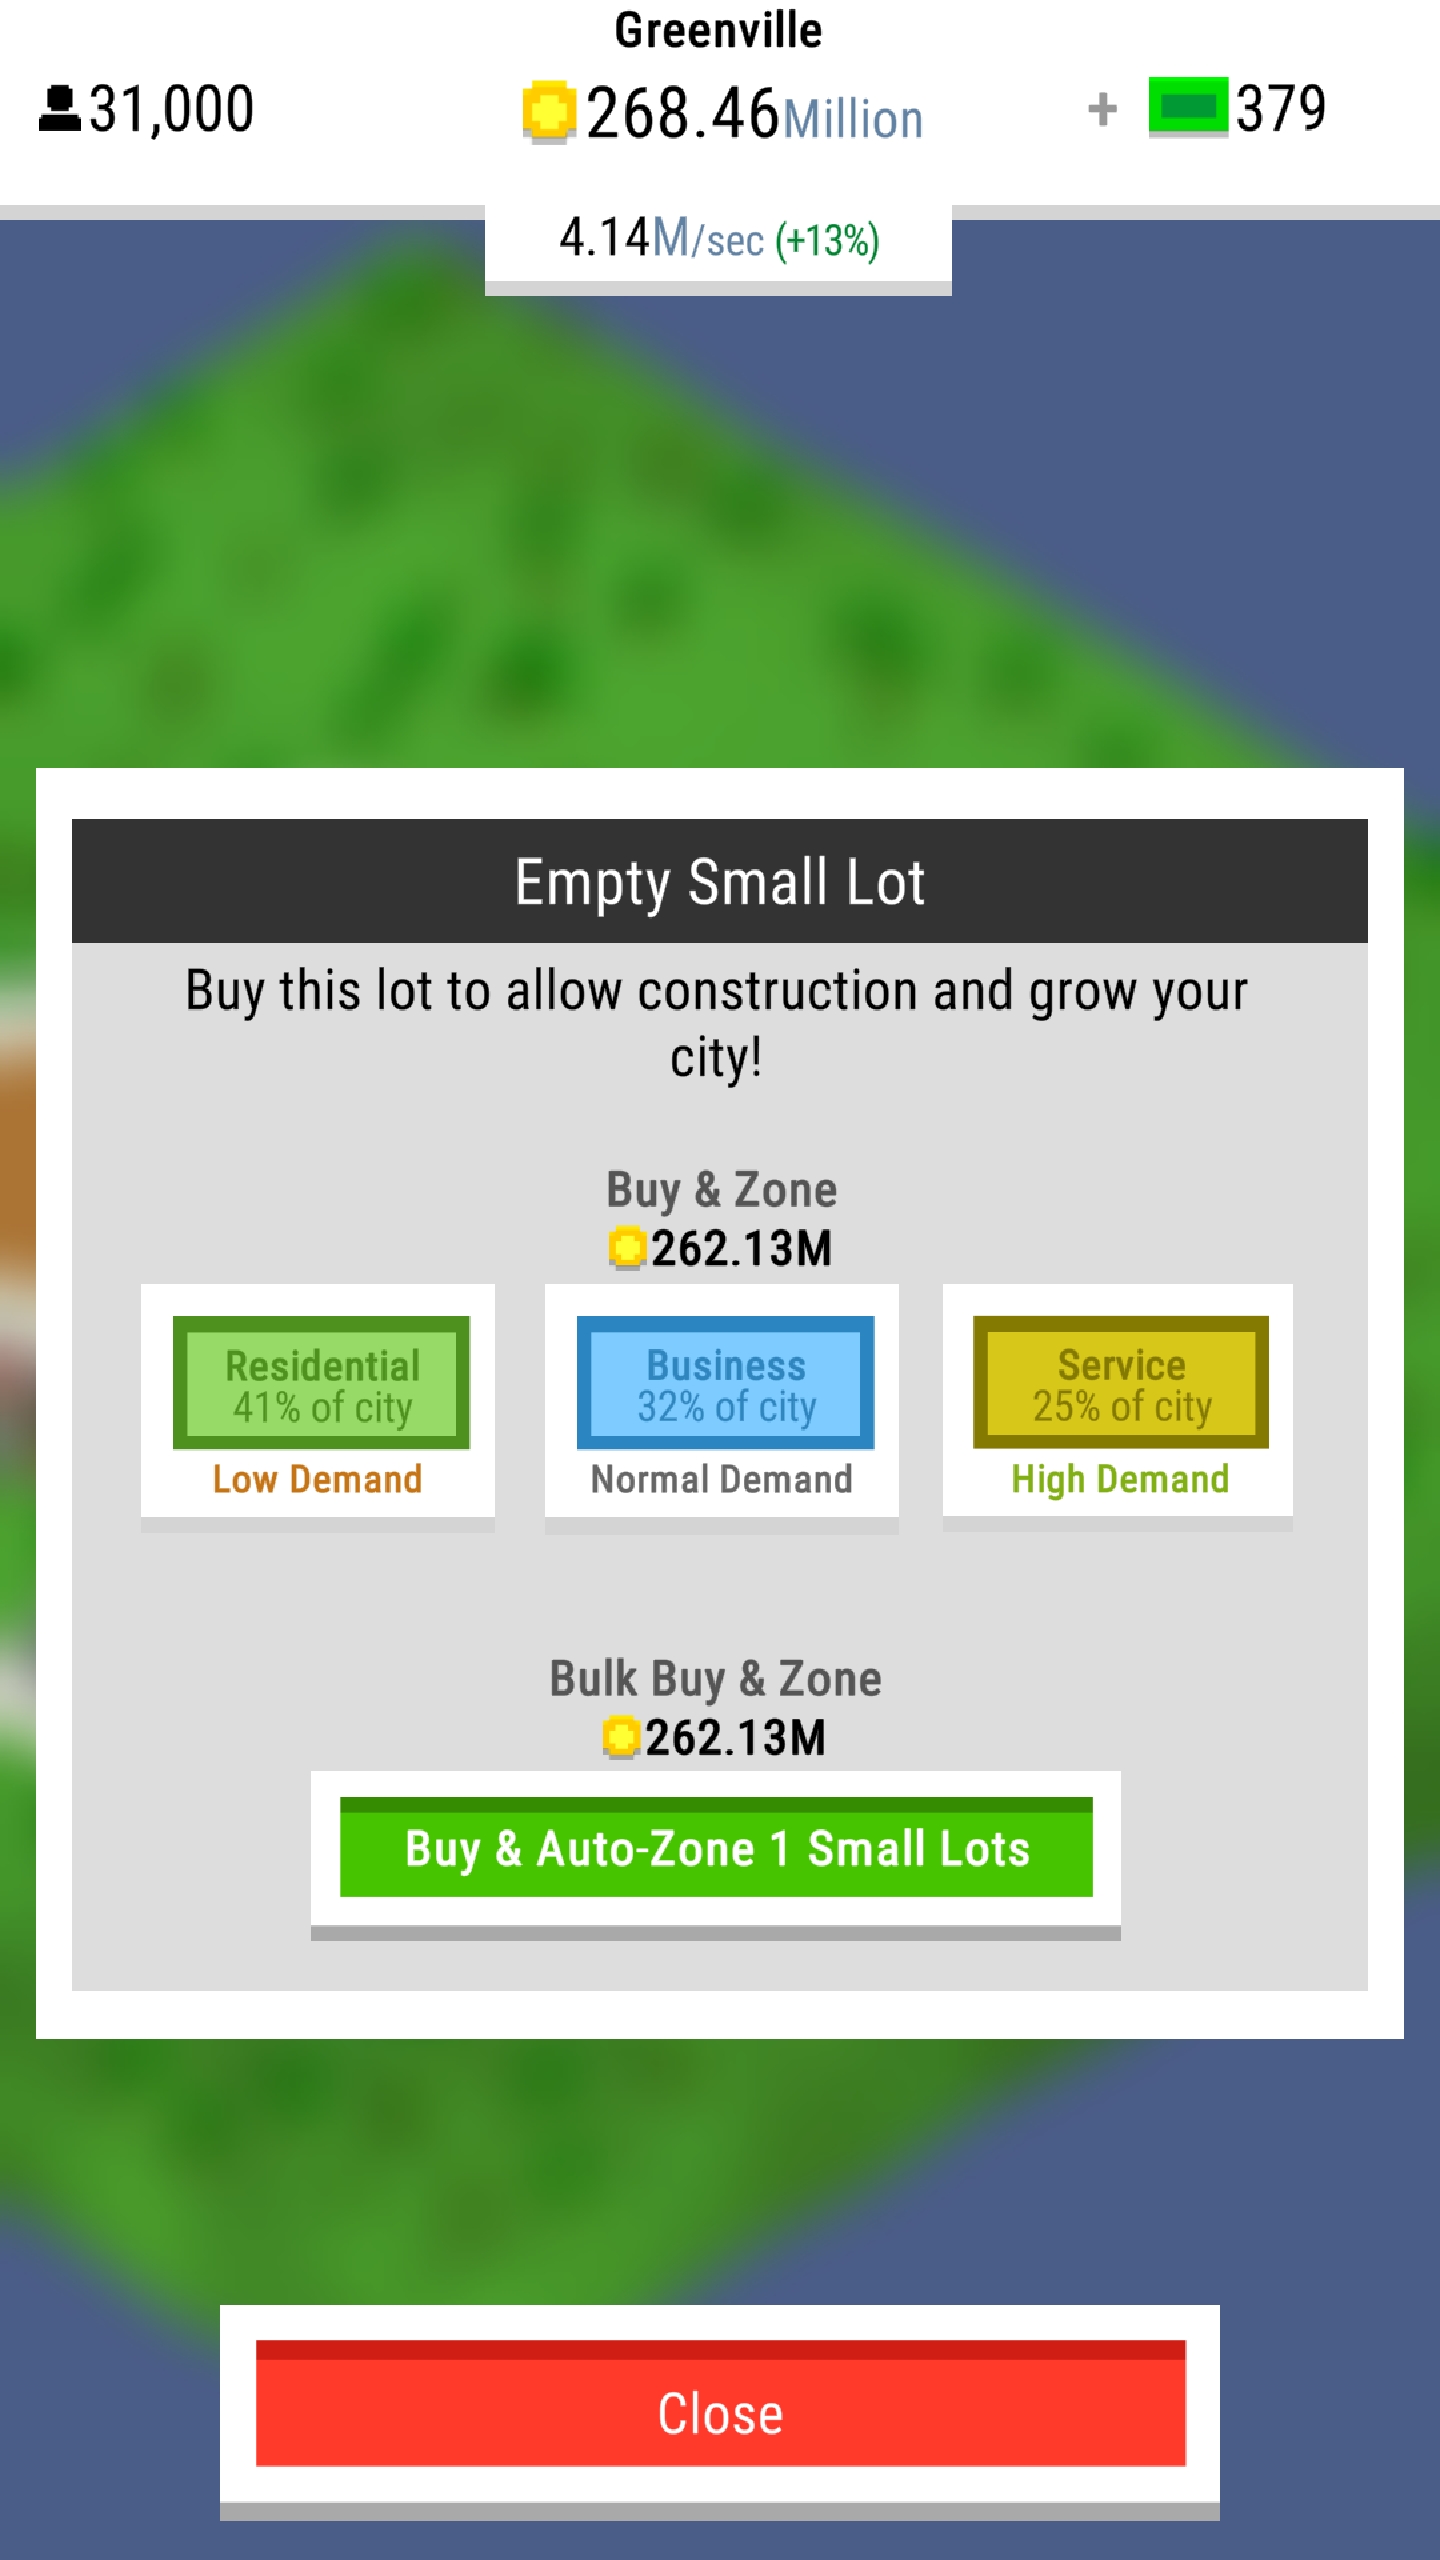 Greenville
31,000
268.46Million
+ 379
4.14M/sec (+13%)
Empty Small Lot
Buy this lot to allow construction and grow your
city!
Buy & Zone
262.13M
Residential
41% of city
Low Demand
Business
32% of city
Normal Demand
Service
25% of city
High Demand
Bulk Buy & Zone
262.13M
Buy & Auto-Zone 1 Small Lots
Close